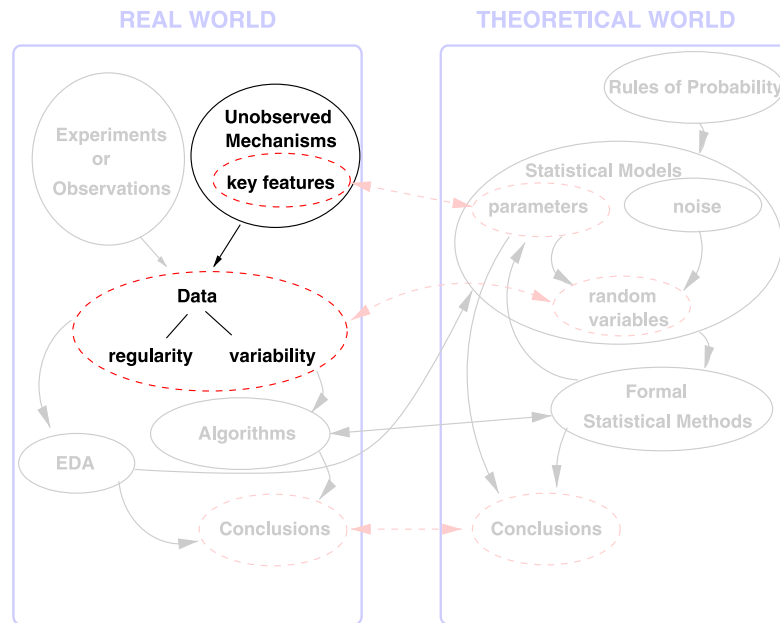 REAL WORLD
THEORETICAL WORLD
Experiments
or
Observations
Unobserved
Mechanisms
key features
Data
regularity
variability
Algorithms
EDA
Conclusions
Rules of Probability
Statistical Models
parameters
noise
random
variables
Formal
Statistical Methods
Conclusions